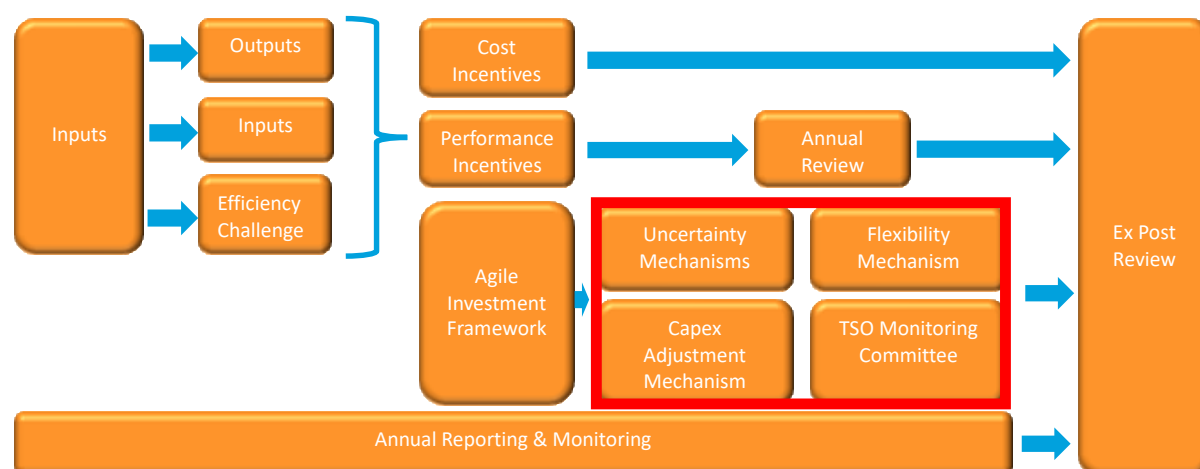 Inputs
Outputs
Inputs
Efficiency
Challenge
Cost
Incentives
Performance
Incentives
Annual
Review
Agile
Investment
Framework
Uncertainty
Mechanisms
Flexibility
Mechanism
Capex
Adjustment
Mechanism
TSO Monitoring
Committee
Ex Post
Review
Annual Reporting & Monitoring